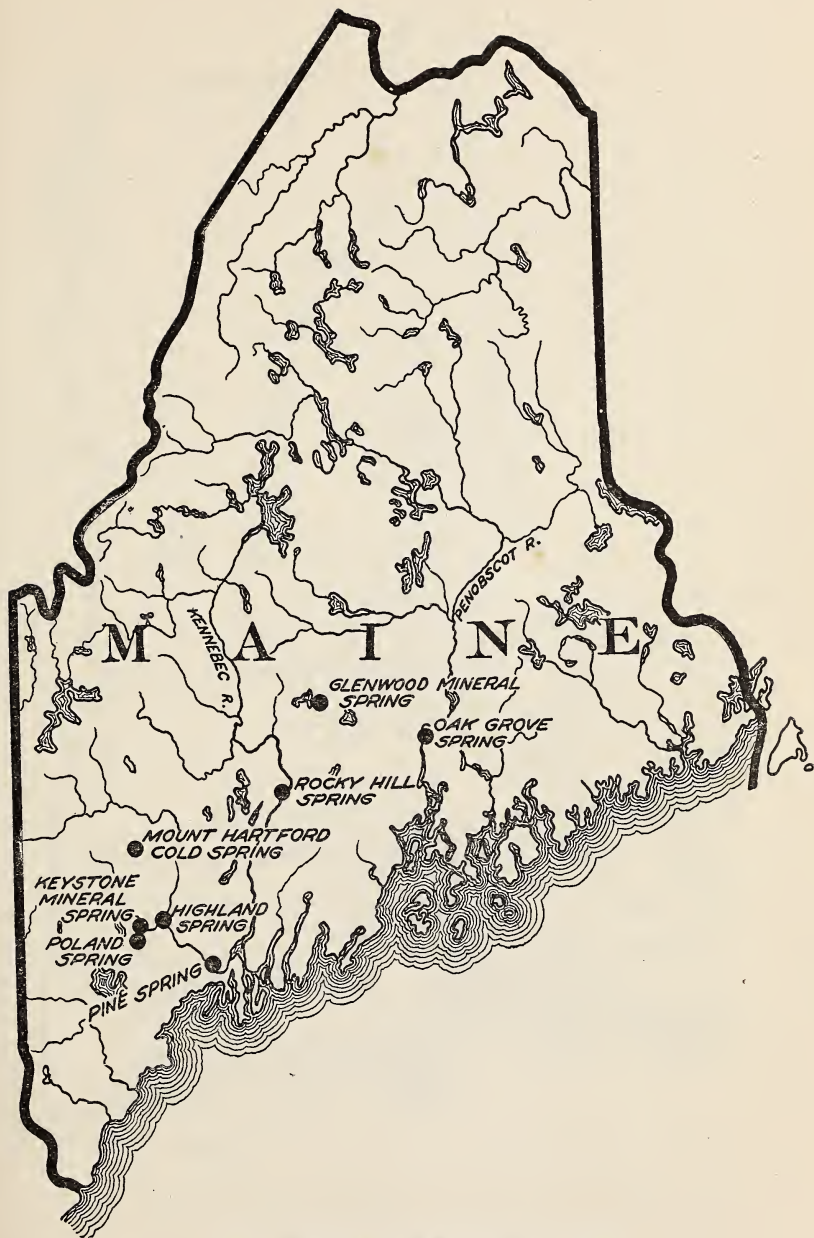 PENOBSCOT R.
KENNEBEC R.
MAINE
GLENWOOD MINERAL
SPRING
OAK GROVE
SPRING
ROCKY HILL
SPRING
MOUNT HARTFORD
COLD SPRING
KEYSTONE
MINERAL
SPRING
HIGHLAND
SPRING
POLAND
SPRING
PINE SPRING